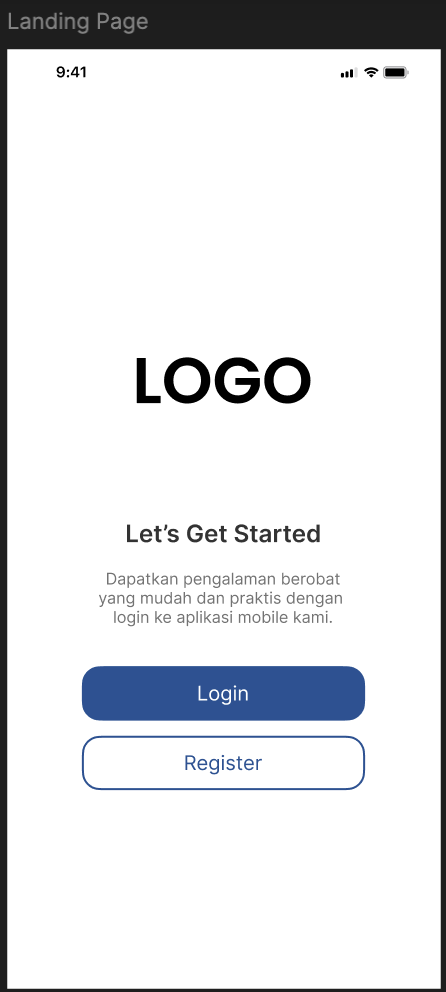 Landing Page
9:41
LOGO
Let’s Get Started
Dapatkan pengalaman berobat
yang mudah dan praktis dengan
login ke aplikasi mobile kami.
Login
Register